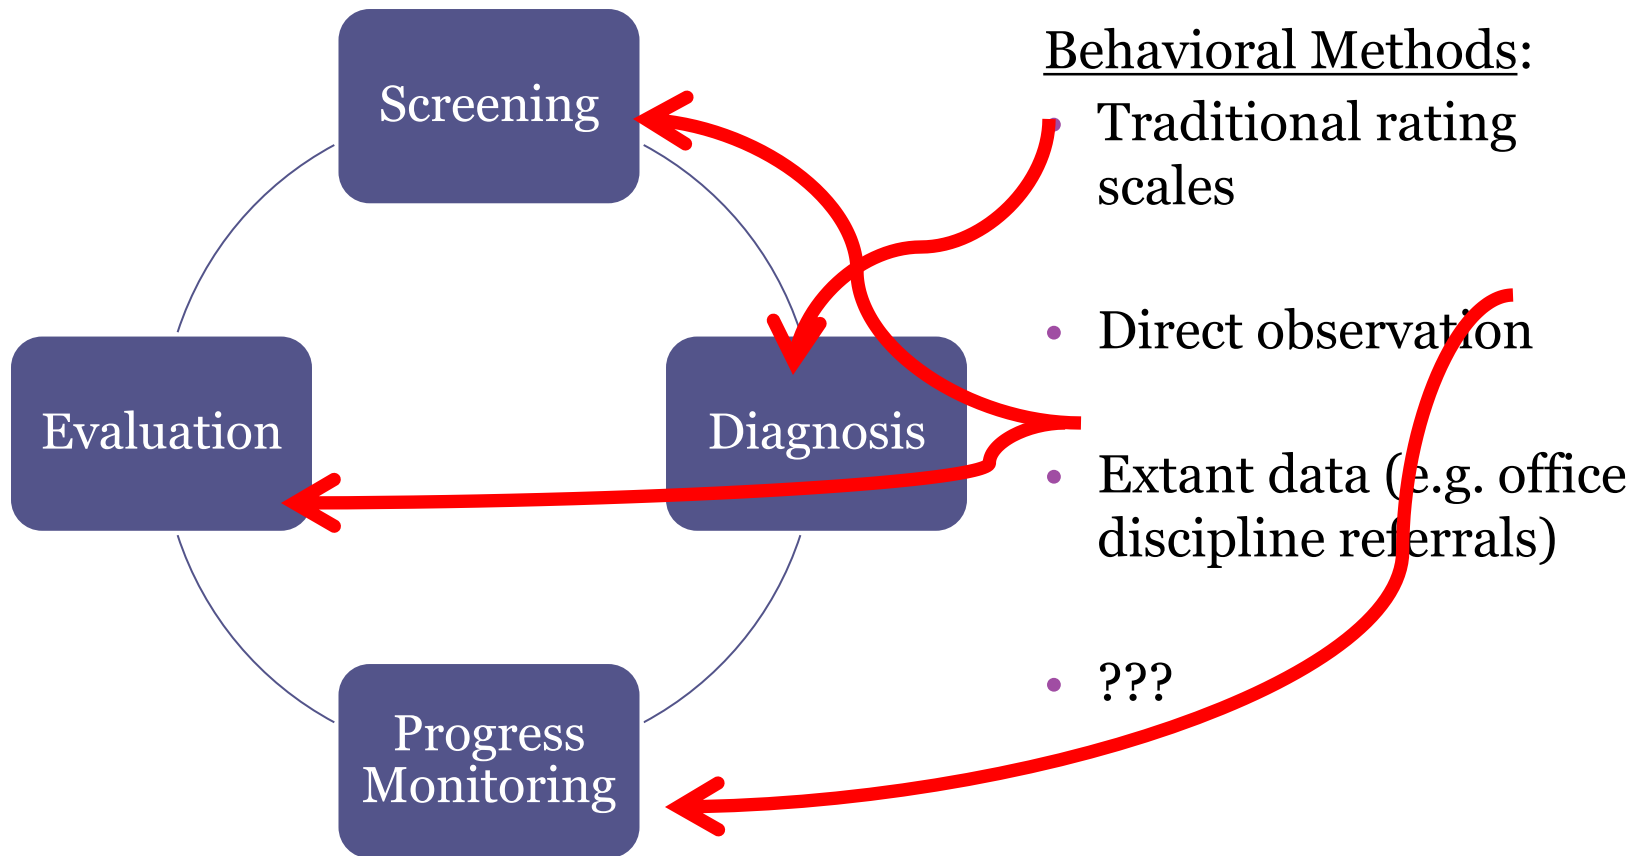 Screening
Evaluation
Diagnosis
Progress
Monitoring
Behavioral Methods:
• Traditional rating
scales
• Direct observation
• Extant data (e.g. office
discipline referrals)
• ???